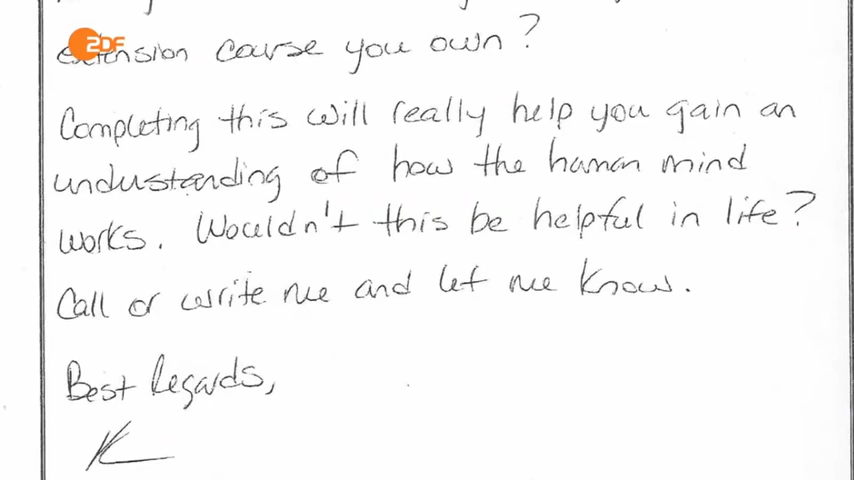 ZDF
extension course you own?
Completing this will really help you gain an
understanding of how the human mind
works. Wouldn't this be helpful in life?
Call or write me and let me know.
Best Regards,
K